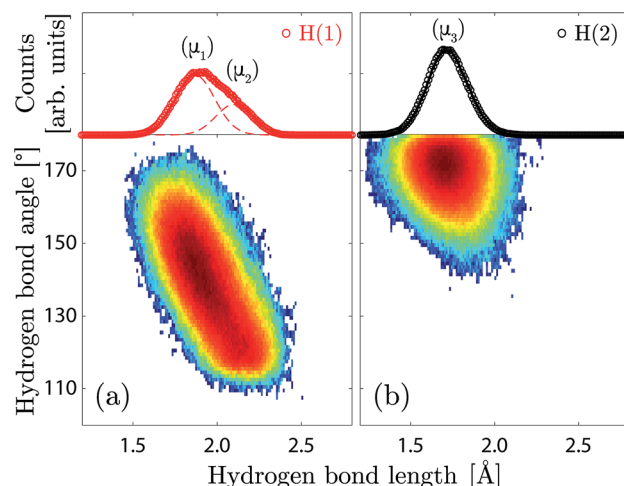 Counts
[arb. units]
(μ₁)
(μ₂)
○ H(1)
(μ₃)
○ H(2)
Hydrogen bond angle [°]
170
150
130
110
(a)
(b)
1.5
2.0
2.5
1.5
2.0
2.5
Hydrogen bond length [Å]